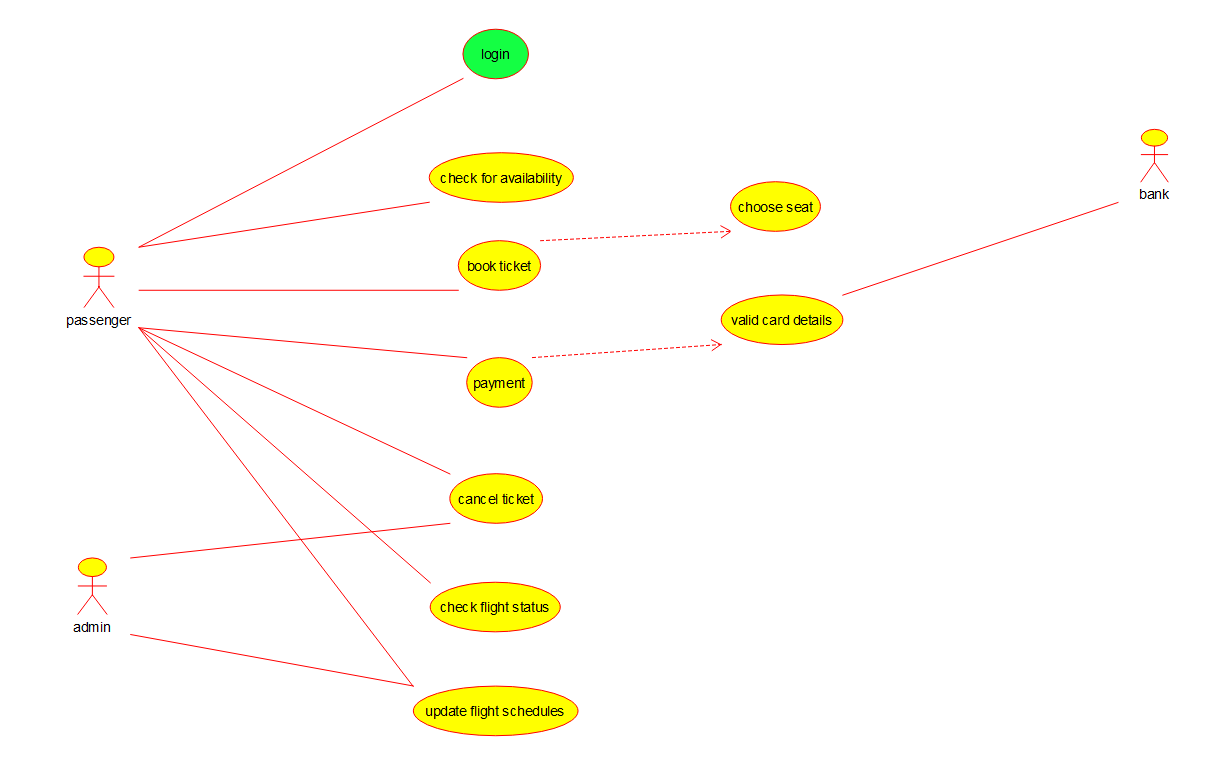 login
check for availability
choose seat
bank
book ticket
passenger
valid card details
payment
cancel ticket
check flight status
admin
update flight schedules